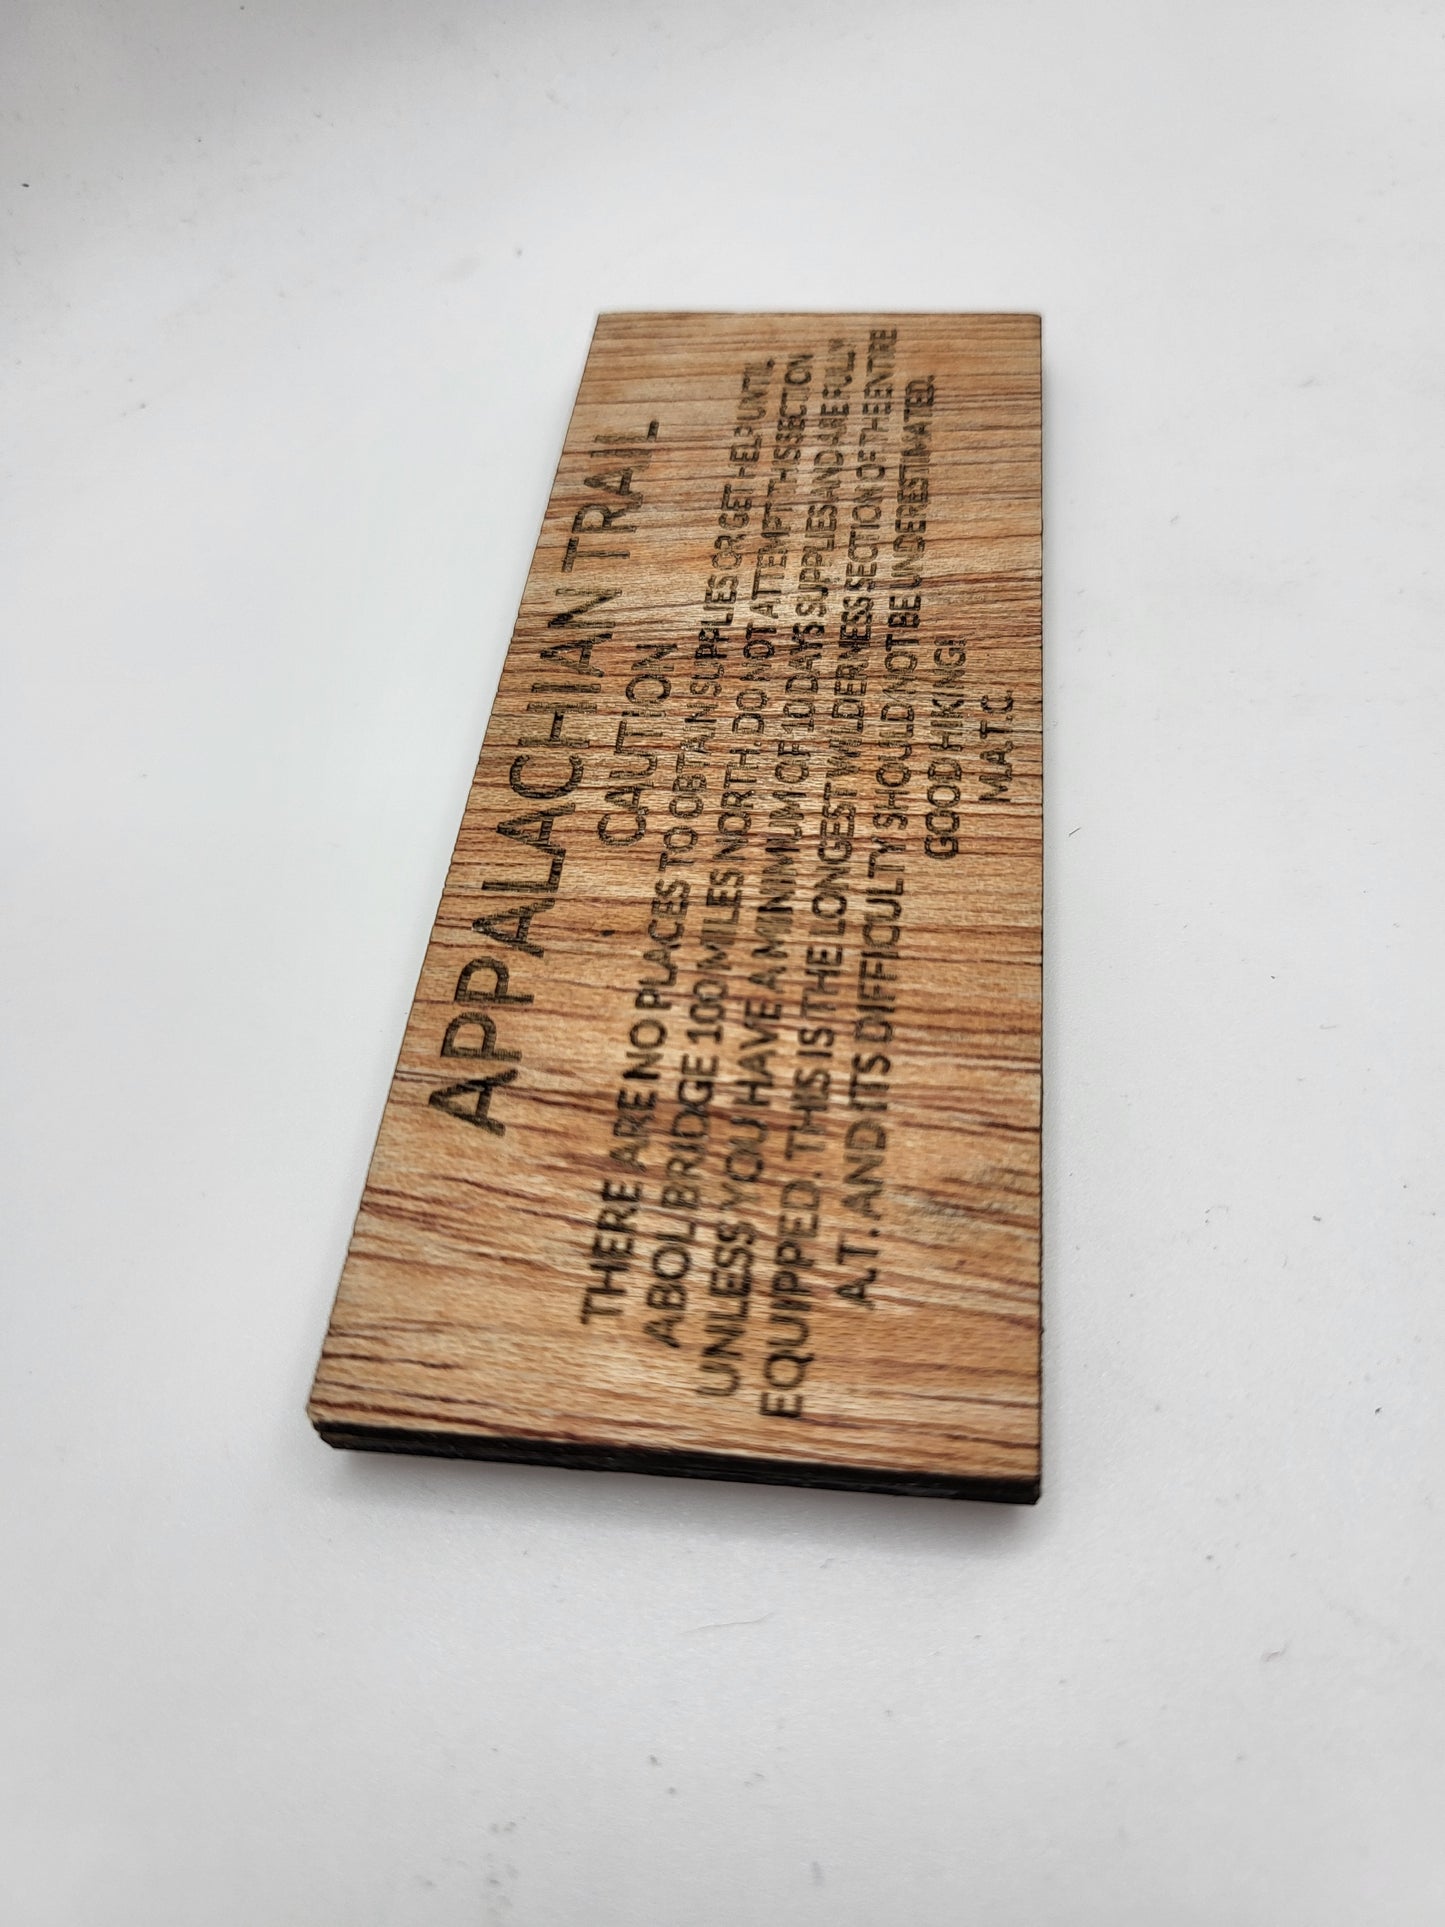 APPALACHIAN TRAIL
CAUTION
THERE ARE NO PLACES TO OBTAIN SUPPLIES OR GET HELP UNTIL
ABOL BRIDGE 100 MILES NORTH. DO NOT ATTEMPT THIS SECTION
UNLESS YOU HAVE A MINIMUM OF 10 DAYS SUPPLIES AND ARE FULLY
EQUIPPED. THIS IS THE LONGEST WILDERNESS SECTION OF THE ENTIRE
A.T. AND ITS DIFFICULTY SHOULD NOT BE UNDERESTIMATED.
GOOD HIKING!
M.A.T.C.